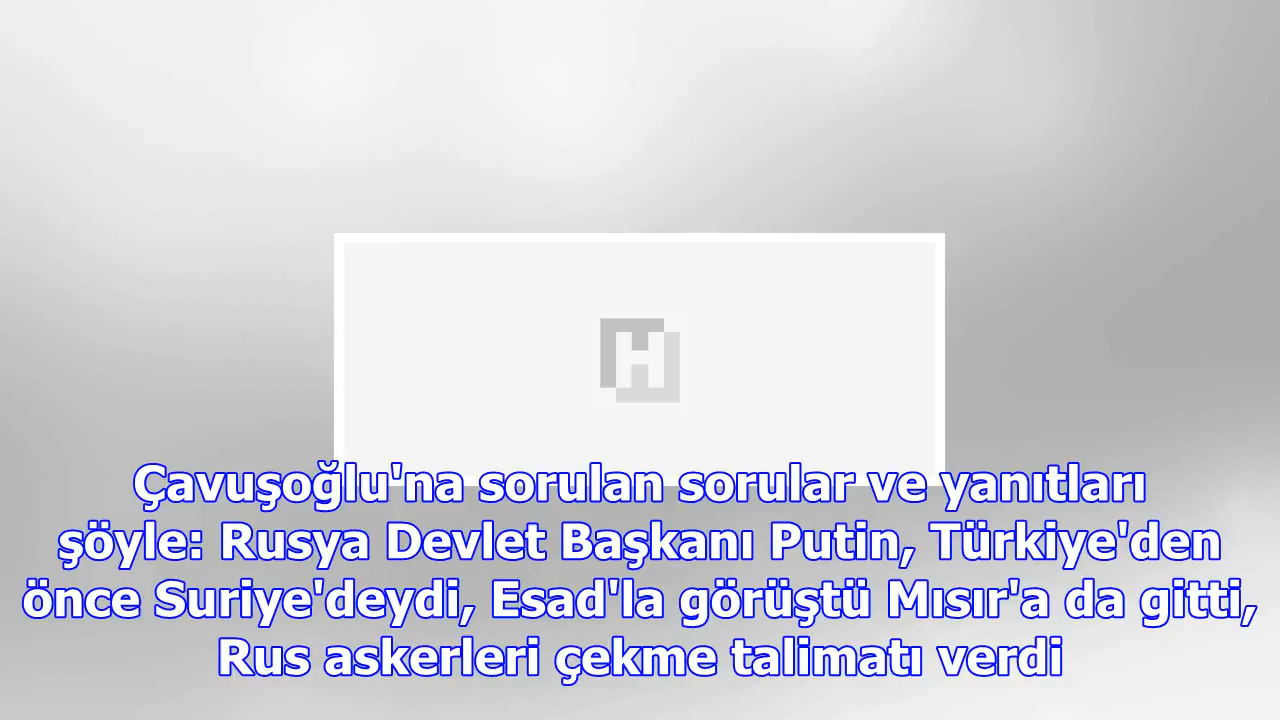 H
Çavuşoğlu'na sorulan sorular ve yanıtları
şöyle: Rusya Devlet Başkanı Putin, Türkiye'den
önce Suriye'deydi, Esad'la görüştü Mısır'a da gitti,
Rus askerleri çekme talimatı verdi